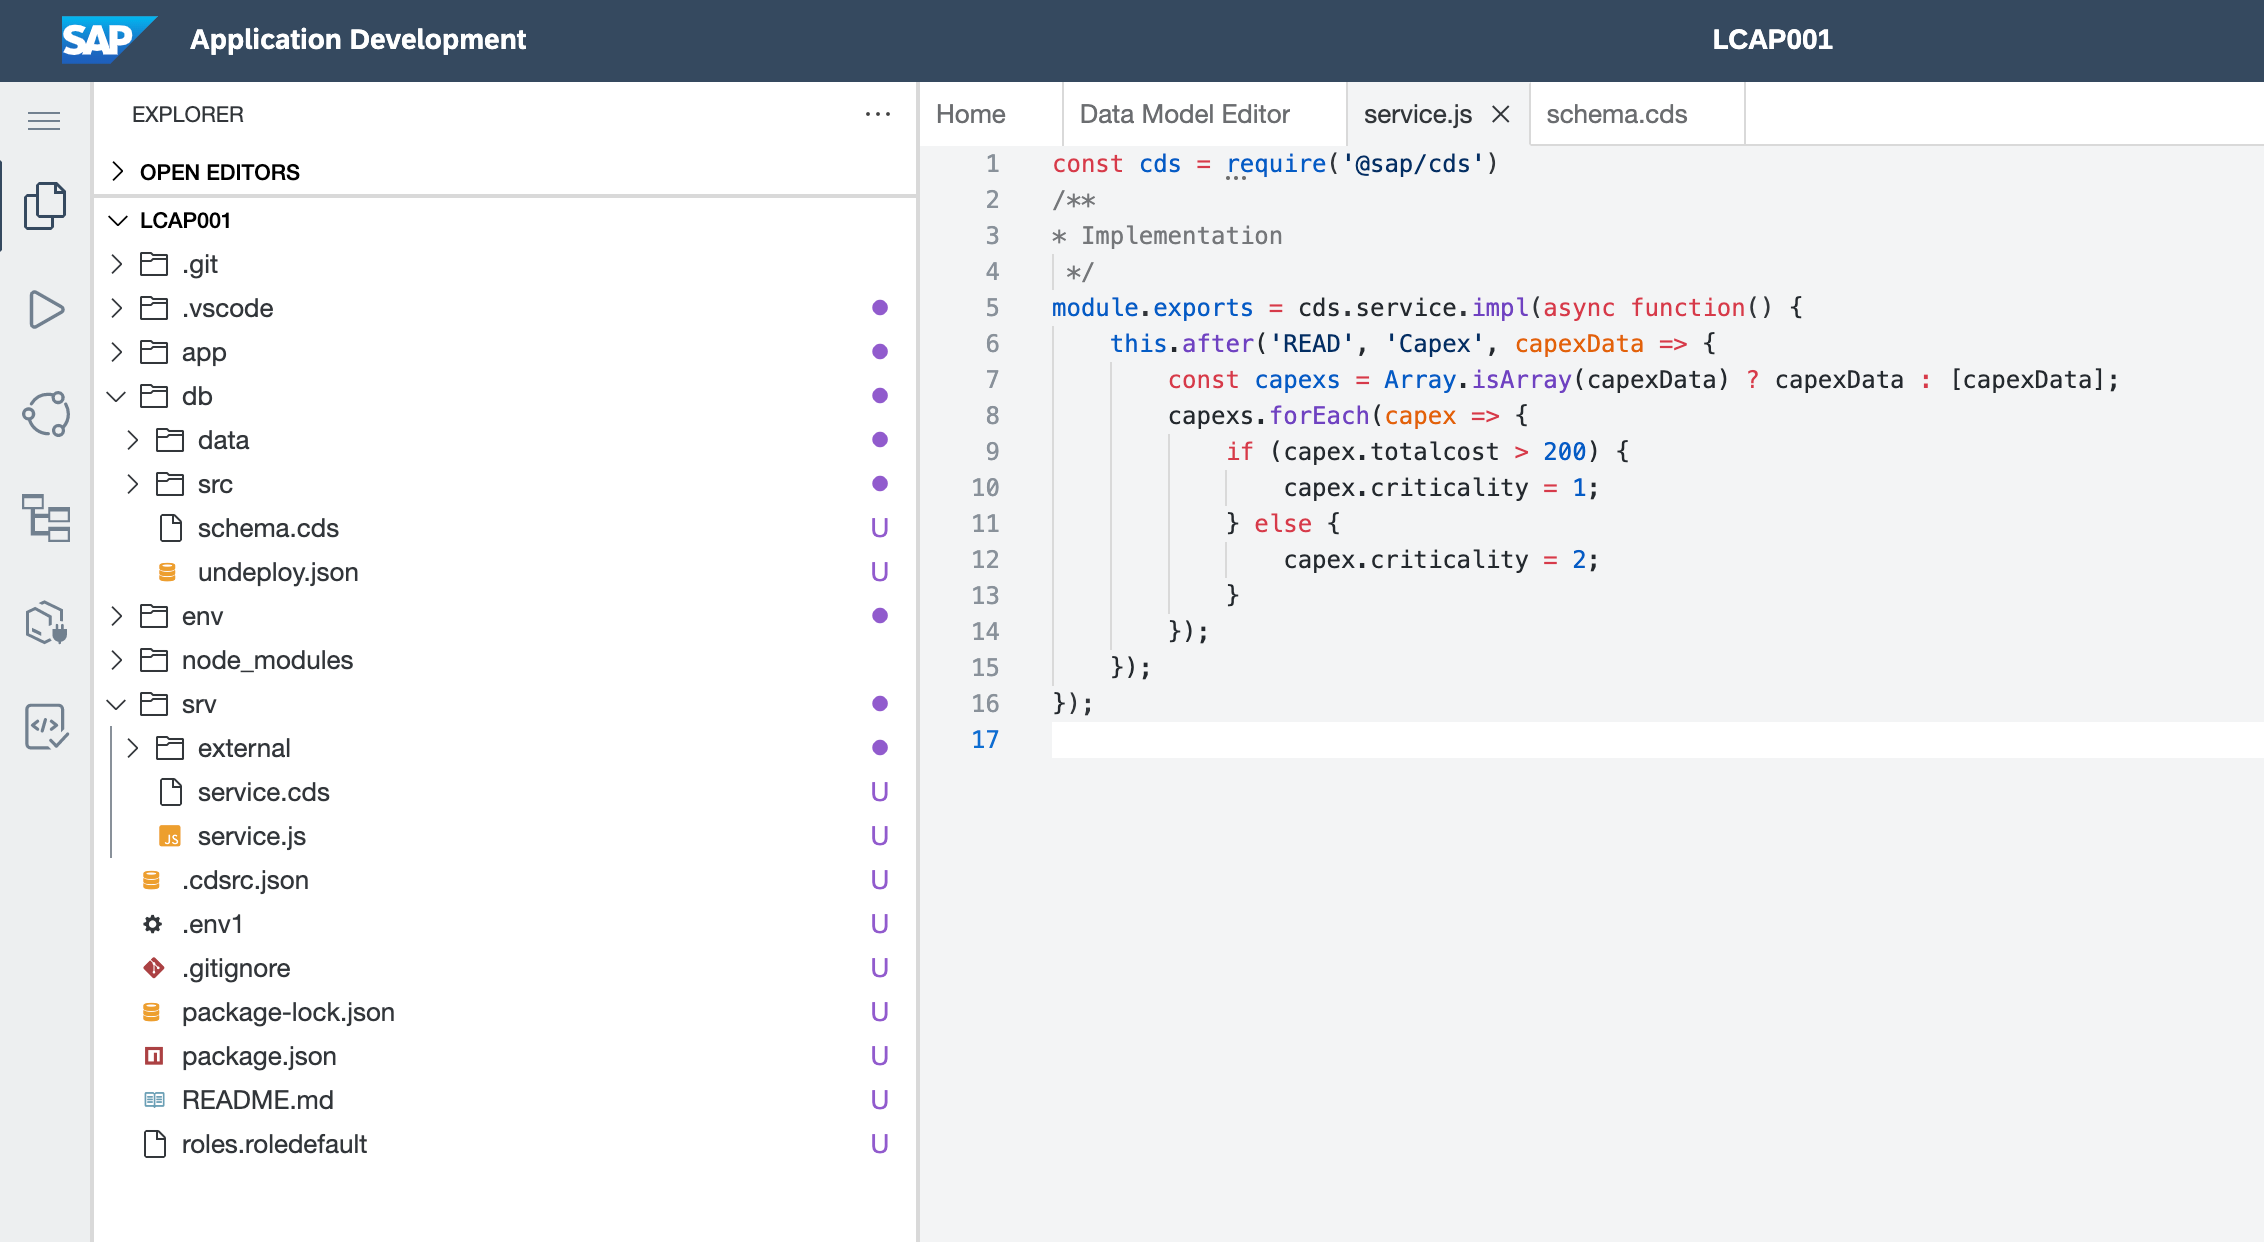 SAP Application Development LCAP001
EXPLORER ...
OPEN EDITORS
LCAP001
.git
.vscode
app
db
data
src
schema.cds U
undeploy.json U
env
node_modules
srv
external
service.cds U
JS service.js U
.cdsrc.json U
.env1 U
.gitignore U
package-lock.json U
package.json U
README.md U
roles.roledefault U
Home Data Model Editor service.js schema.cds
1 const cds = require('@sap/cds')
2 /**
3 * Implementation
4  */
5 module.exports = cds.service.impl(async function() {
6     this.after('READ', 'Capex', capexData => {
7         const capexs = Array.isArray(capexData) ? capexData : [capexData];
8         capexs.forEach(capex => {
9             if (capex.totalcost > 200) {
10                 capex.criticality = 1;
11             } else {
12                 capex.criticality = 2;
13             }
14         });
15     });
16 });
17